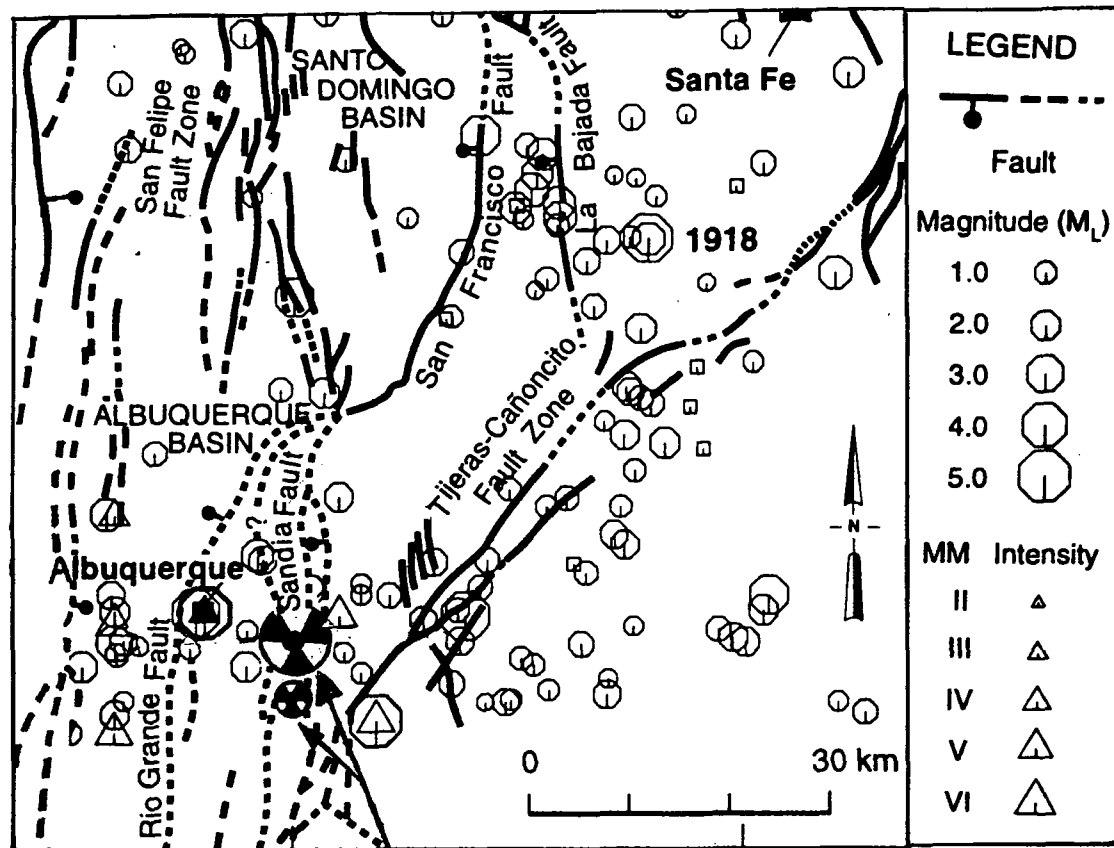 SANTO
DOMINGO
BASIN
San Felipe
Fault Zone
San Francisco Fault
La Bajada Fault
Santa Fe
1918
ALBUQUERQUE
BASIN
Tijeras-Cañoncito
Fault Zone
?
Sandia Fault
Albuquerque
Rio Grande Fault
N
0 30 km
LEGEND
Fault
Magnitude (ML)
1.0
2.0
3.0
4.0
5.0
MM Intensity
II
III
IV
V
VI